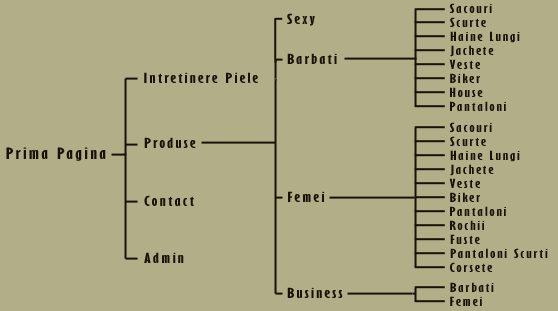 Prima Pagina
Intretinere Piele
Produse
Contact
Admin
Sexy
Barbati
Femei
Business
Sacouri
Scurte
Haine Lungi
Jachete
Veste
Biker
House
Pantaloni
Sacouri
Scurte
Haine Lungi
Jachete
Veste
Biker
Pantaloni
Rochii
Fuste
Pantaloni Scurti
Corsete
Barbati
Femei